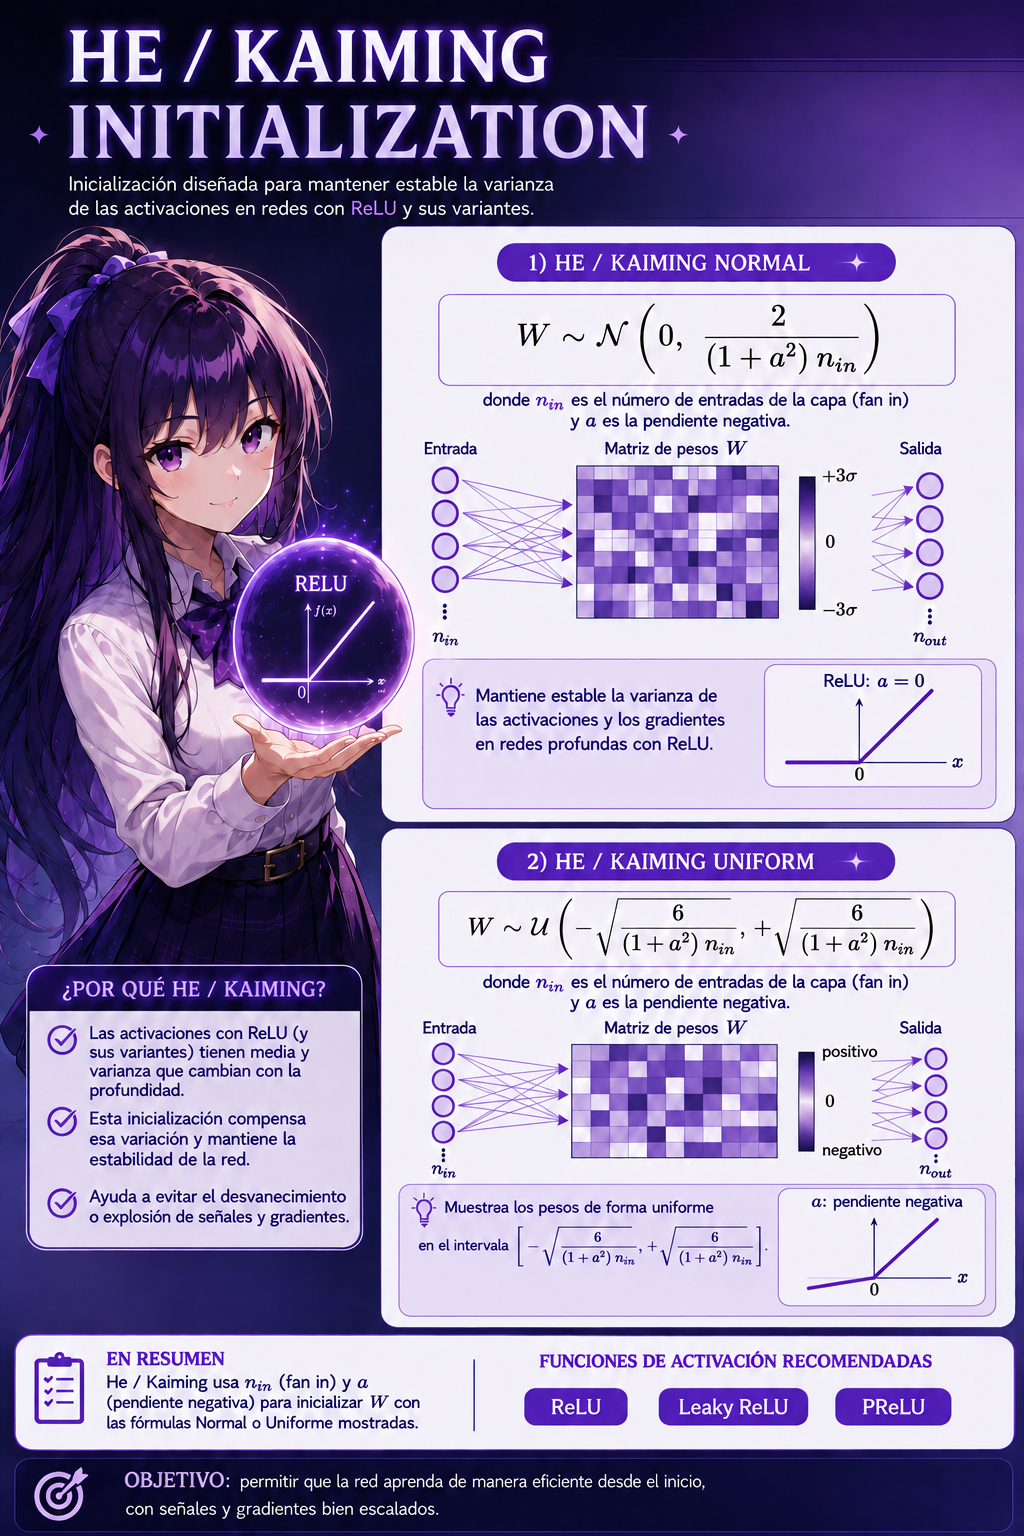 HE / KAIMING
INITIALIZATION
Inicialización diseñada para mantener estable la varianza
de las activaciones en redes con ReLU y sus variantes.
RELU
f(x)
0
x
¿POR QUÉ HE / KAIMING?
Las activaciones con ReLU (y
sus variantes) tienen media y
varianza que cambian con la
profundidad.
Esta inicialización compensa
esa variación y mantiene la
estabilidad de la red.
Ayuda a evitar el desvanecimiento
o explosión de señales y gradientes.
1) HE / KAIMING NORMAL
W ~ 𝒩 (0, 2 / ((1 + a²) n_in))
donde n_in es el número de entradas de la capa (fan in)
y a es la pendiente negativa.
Entrada Matriz de pesos W Salida
+3σ
0
−3σ
n_in n_out
Mantiene estable la varianza de
las activaciones y los gradientes
en redes profundas con ReLU.
ReLU: a = 0
x
0
2) HE / KAIMING UNIFORM
W ~ 𝒰 (−√(6 / ((1 + a²) n_in)), +√(6 / ((1 + a²) n_in)))
donde n_in es el número de entradas de la capa (fan in)
y a es la pendiente negativa.
Entrada Matriz de pesos W Salida
positivo
0
negativo
n_in n_out
Muestrea los pesos de forma uniforme
en el intervalo [−√(6 / ((1 + a²) n_in)), +√(6 / ((1 + a²) n_in))].
a: pendiente negativa
x
0
EN RESUMEN
He / Kaiming usa n_in (fan in) y a
(pendiente negativa) para inicializar W con
las fórmulas Normal o Uniforme mostradas.
FUNCIONES DE ACTIVACIÓN RECOMENDADAS
ReLU Leaky ReLU PReLU
OBJETIVO: permitir que la red aprenda de manera eficiente desde el inicio,
con señales y gradientes bien escalados.